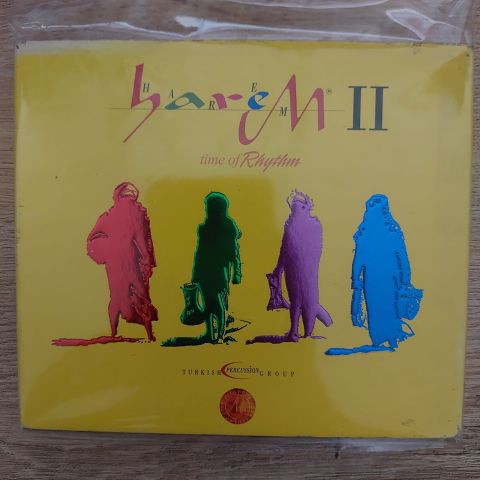 harem II
HAREM
time of Rhythm
TURKISH PERCUSSION GROUP